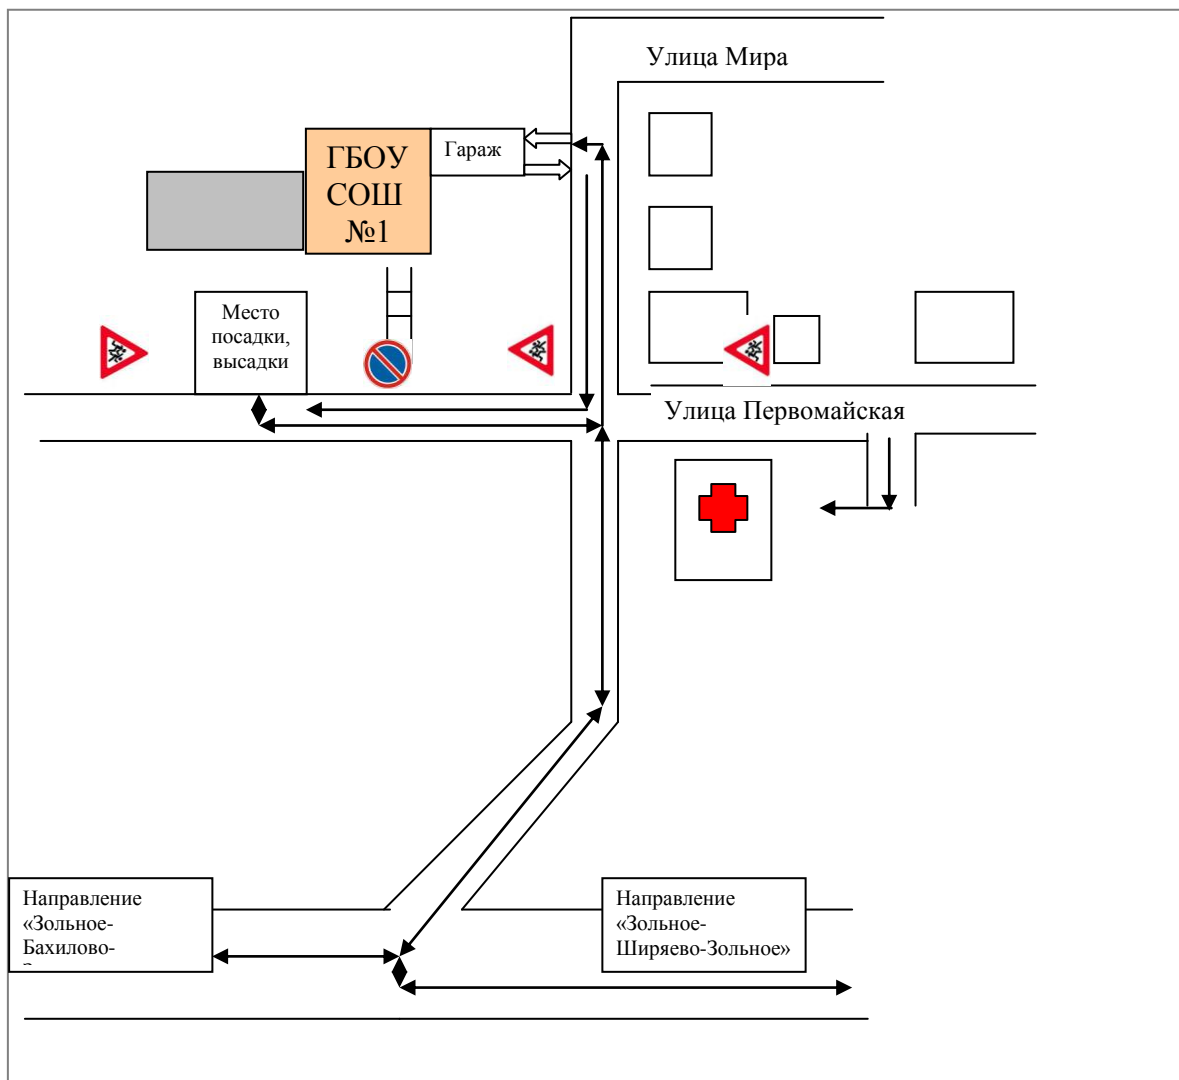 Улица Мира
Гараж
ГБОУ
СОШ
№1
Место
посадки,
высадки
Улица Первомайская
Направление
«Зольное-
Бахилово-
Направление
«Зольное-
Ширяево-Зольное»